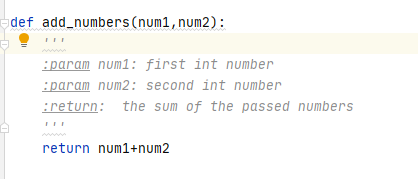 def add_numbers(num1,num2):
    '''
    :param num1: first int number
    :param num2: second int number
    :return:  the sum of the passed numbers
    '''
    return num1+num2